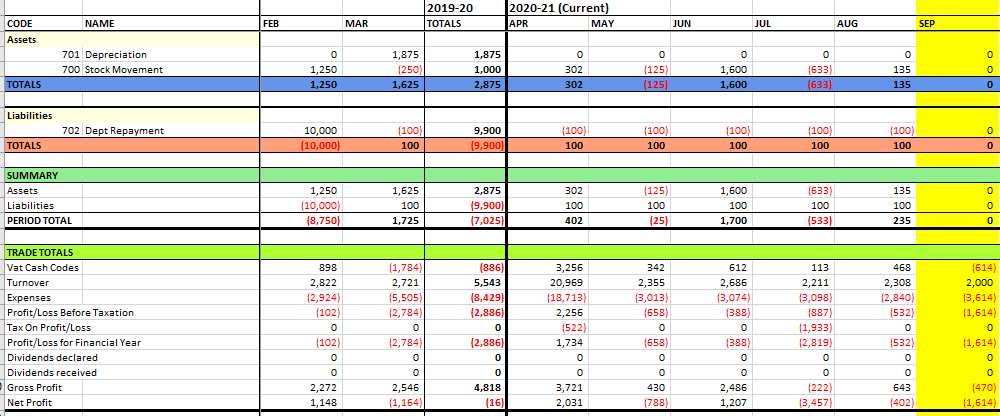 2019-20 2020-21 (Current)
CODE NAME FEB MAR TOTALS APR MAY JUN JUL AUG SEP
Assets
701 Depreciation 0 1,875 1,875 0 0 0 0 0 0
700 Stock Movement 1,250 (250) 1,000 302 (125) 1,600 (633) 135 0
TOTALS 1,250 1,625 2,875 302 (125) 1,600 (633) 135 0
Liabilities
702 Dept Repayment 10,000 (100) 9,900 (100) (100) (100) (100) (100) 0
TOTALS (10,000) 100 (9,900) 100 100 100 100 100 0
SUMMARY
Assets 1,250 1,625 2,875 302 (125) 1,600 (633) 135 0
Liabilities (10,000) 100 (9,900) 100 100 100 100 100 0
PERIOD TOTAL (8,750) 1,725 (7,025) 402 (25) 1,700 (533) 235 0
TRADE TOTALS
Vat Cash Codes 898 (1,784) (886) 3,256 342 612 113 468 (614)
Turnover 2,822 2,721 5,543 20,969 2,355 2,686 2,211 2,308 2,000
Expenses (2,924) (5,505) (8,429) (18,713) (3,013) (3,074) (3,098) (2,840) (3,614)
Profit/Loss Before Taxation (102) (2,784) (2,886) 2,256 (658) (388) (887) (532) (1,614)
Tax On Profit/Loss 0 0 0 (522) 0 0 (1,933) 0 0
Profit/Loss for Financial Year (102) (2,784) (2,886) 1,734 (658) (388) (2,819) (532) (1,614)
Dividends declared 0 0 0 0 0 0 0 0 0
Dividends received 0 0 0 0 0 0 0 0 0
Gross Profit 2,272 2,546 4,818 3,721 430 2,486 (222) 643 (470)
Net Profit 1,148 (1,164) (16) 2,031 (788) 1,207 (3,457) (402) (1,614)